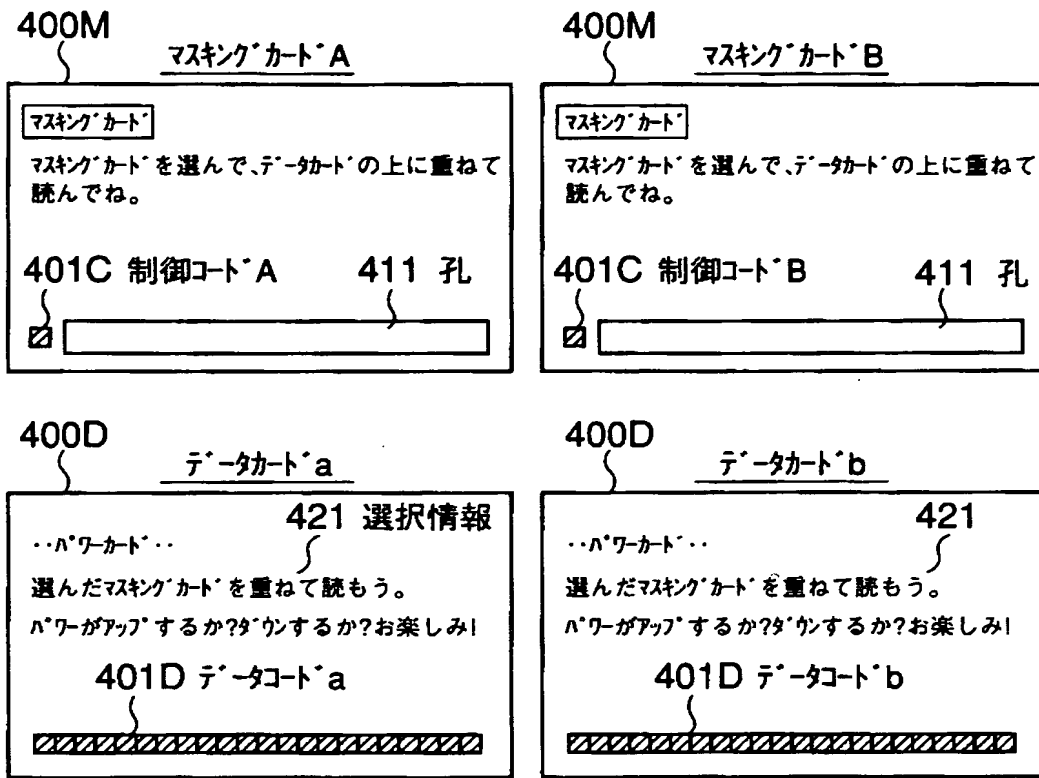 400M
マスキングカードA
マスキングカード
マスキングカードを選んで、データカードの上に重ねて
読んでね。
401C 制御コードA 411 孔
400M
マスキングカードB
マスキングカード
マスキングカードを選んで、データカードの上に重ねて
読んでね。
401C 制御コードB 411 孔
400D
データカードa
421 選択情報
‥パワーカード‥
選んだマスキングカードを重ねて読もう。
パワーがアップするか?ダウンするか?お楽しみ!
401D データコードa
400D
データカードb
421
‥パワーカード‥
選んだマスキングカードを重ねて読もう。
パワーがアップするか?ダウンするか?お楽しみ!
401D データコードb